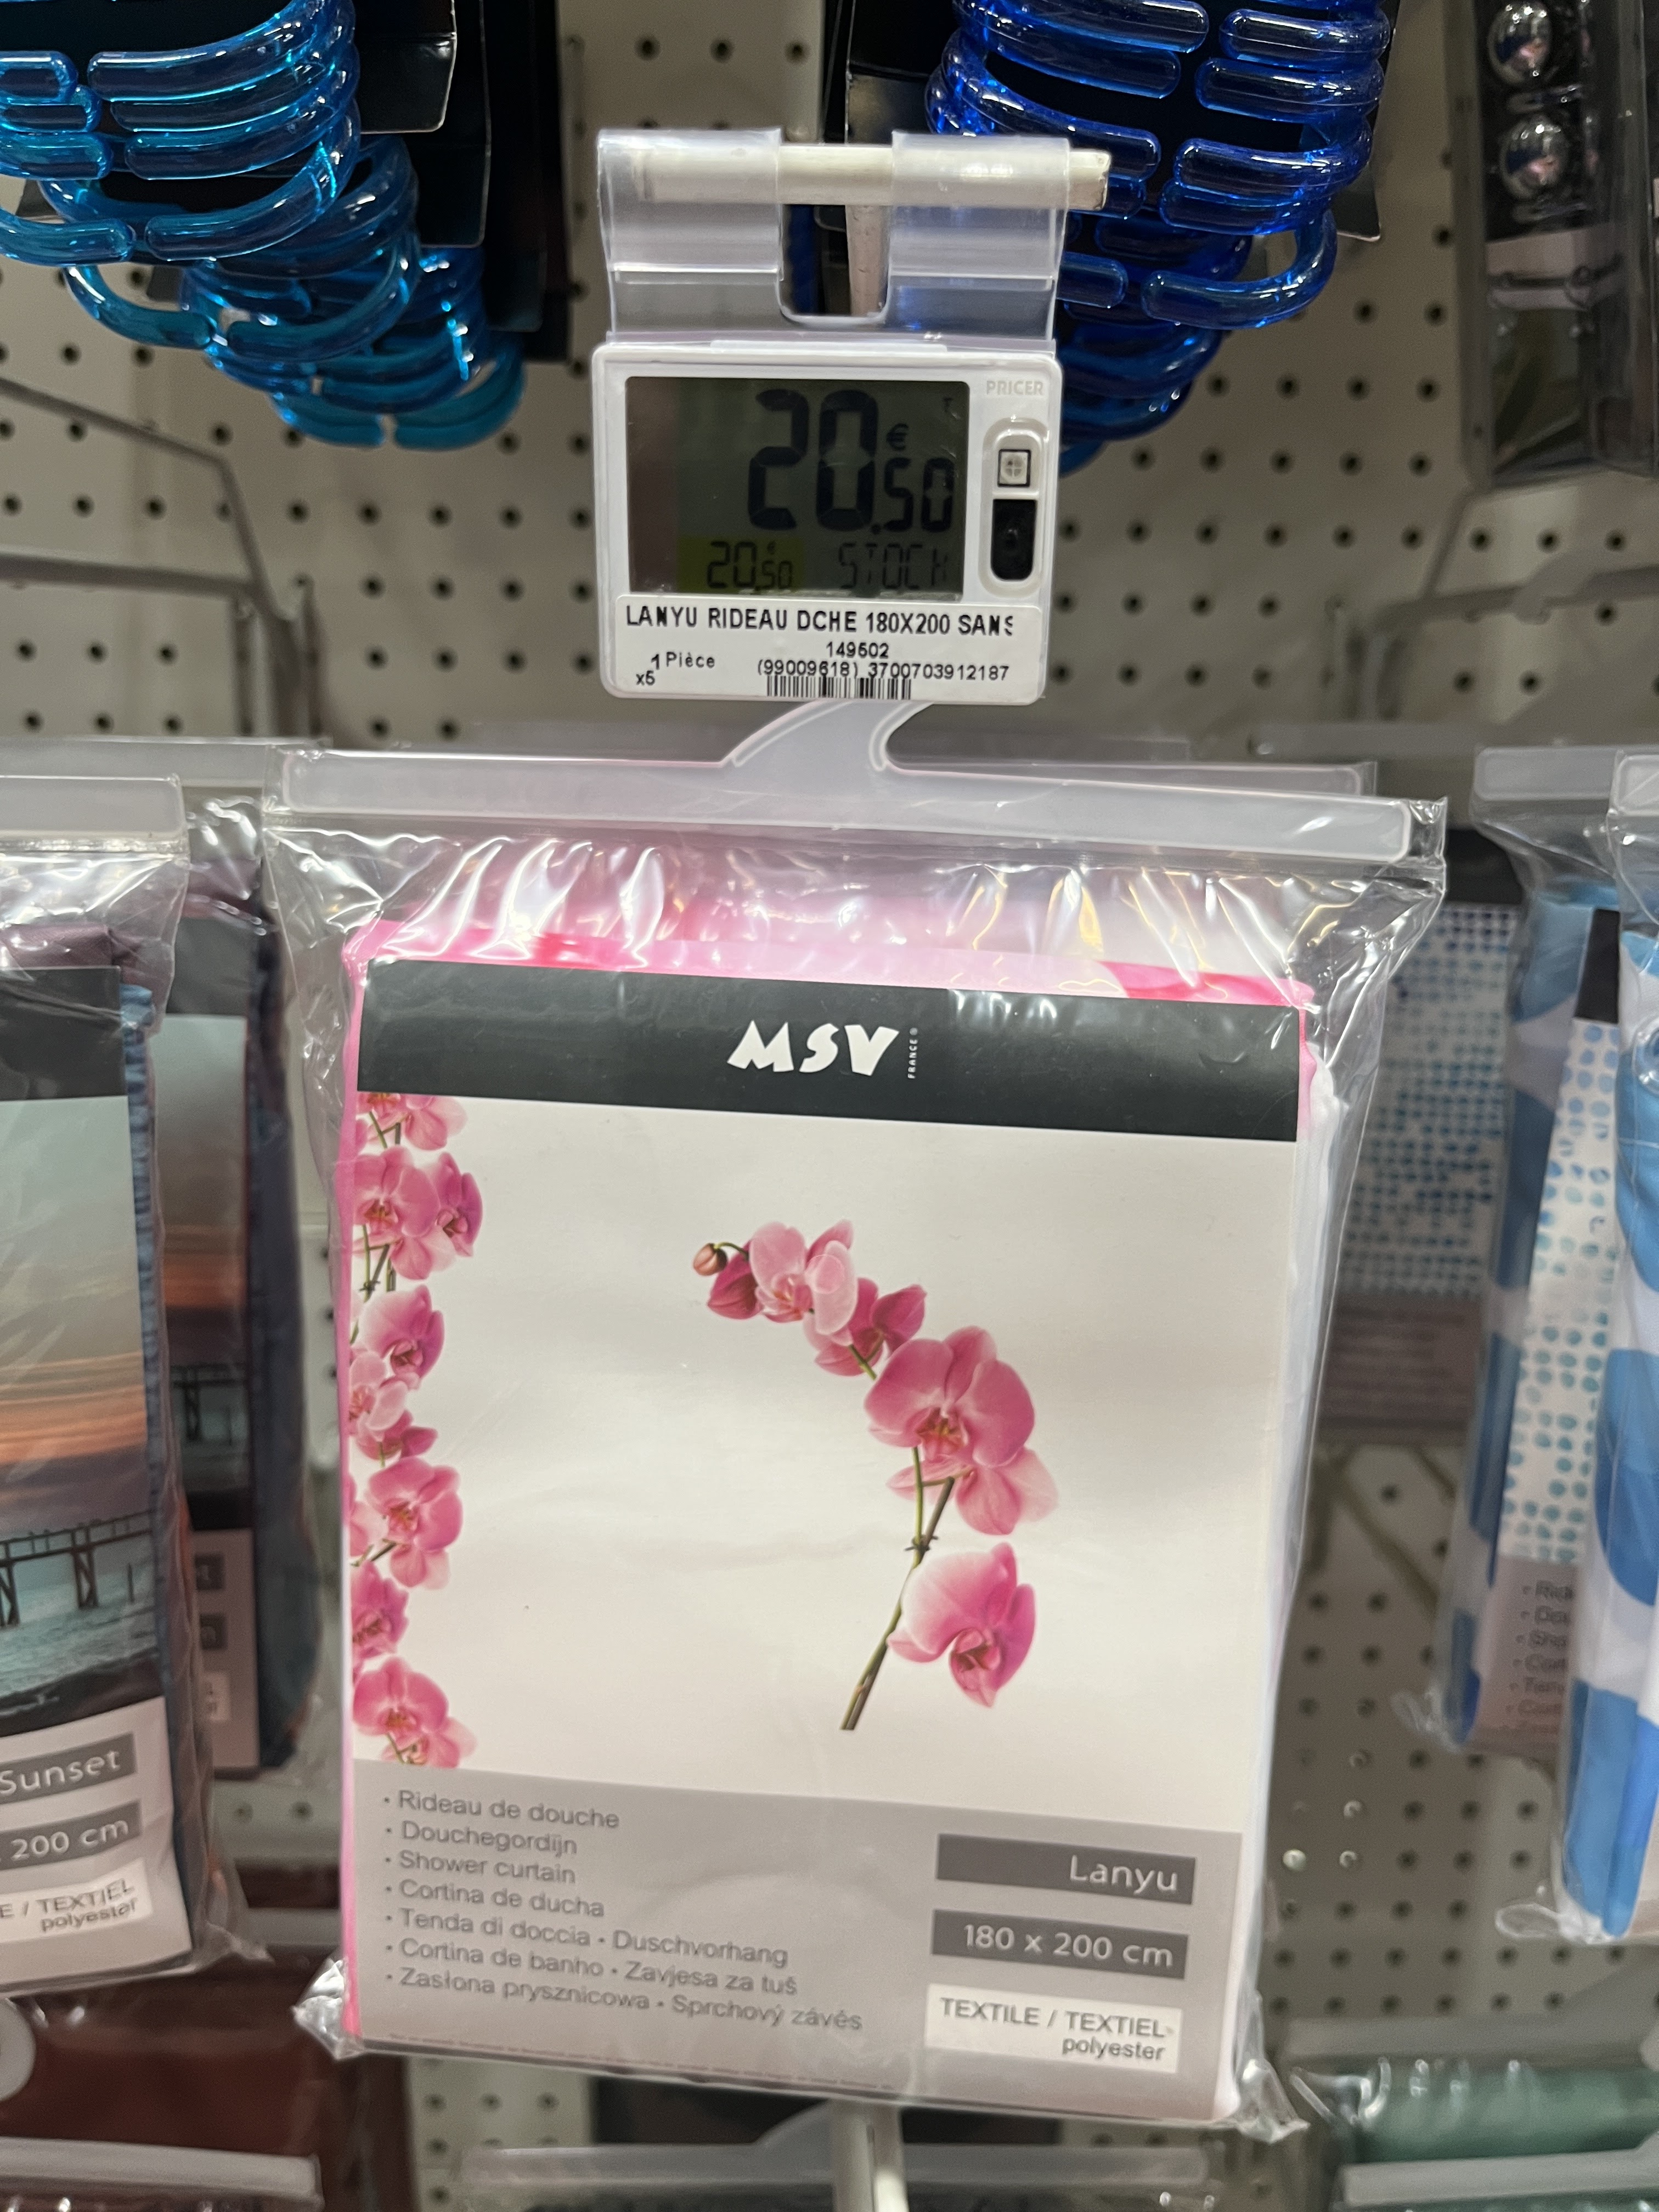 PRICER
20€.50
20€.50 STOCK
LANYU RIDEAU DCHE 180X200 SANS
149502
1 Pièce (99009618) 3700703912187
x5
MSV FRANCE®
• Rideau de douche
• Douchegordijn
• Shower curtain
• Cortina de ducha
• Tenda di doccia • Duschvorhang
• Cortina de banho • Zavjesa za tuš
• Zasłona prysznicowa • Sprchový závěs
Lanyu
180 x 200 cm
TEXTILE / TEXTIEL
polyester
Sunset
200 cm
E / TEXTIEL
polyester